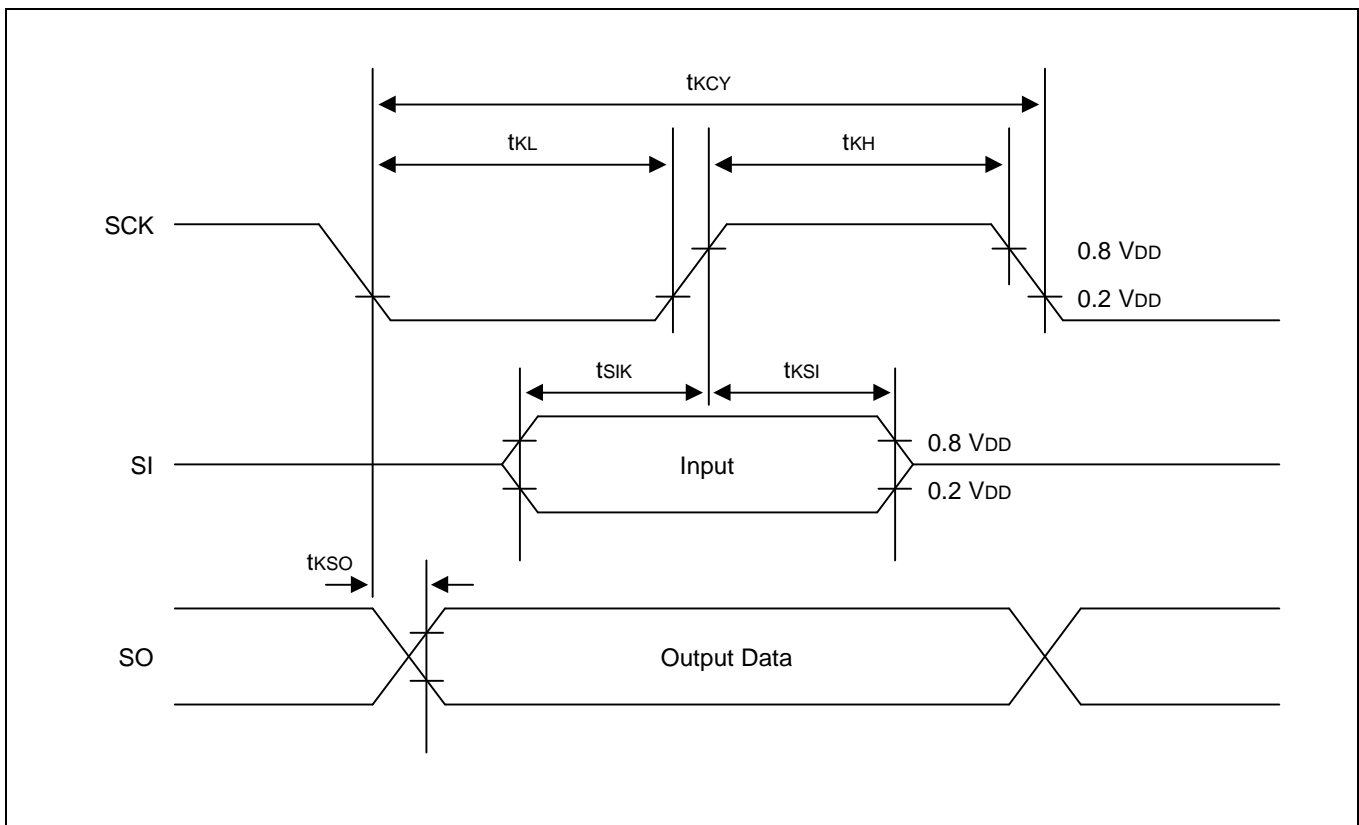 tKCY
tKL
tKH
SCK
0.8 VDD
0.2 VDD
tSIK
tKSI
0.8 VDD
SI
Input
0.2 VDD
tKSO
SO
Output Data